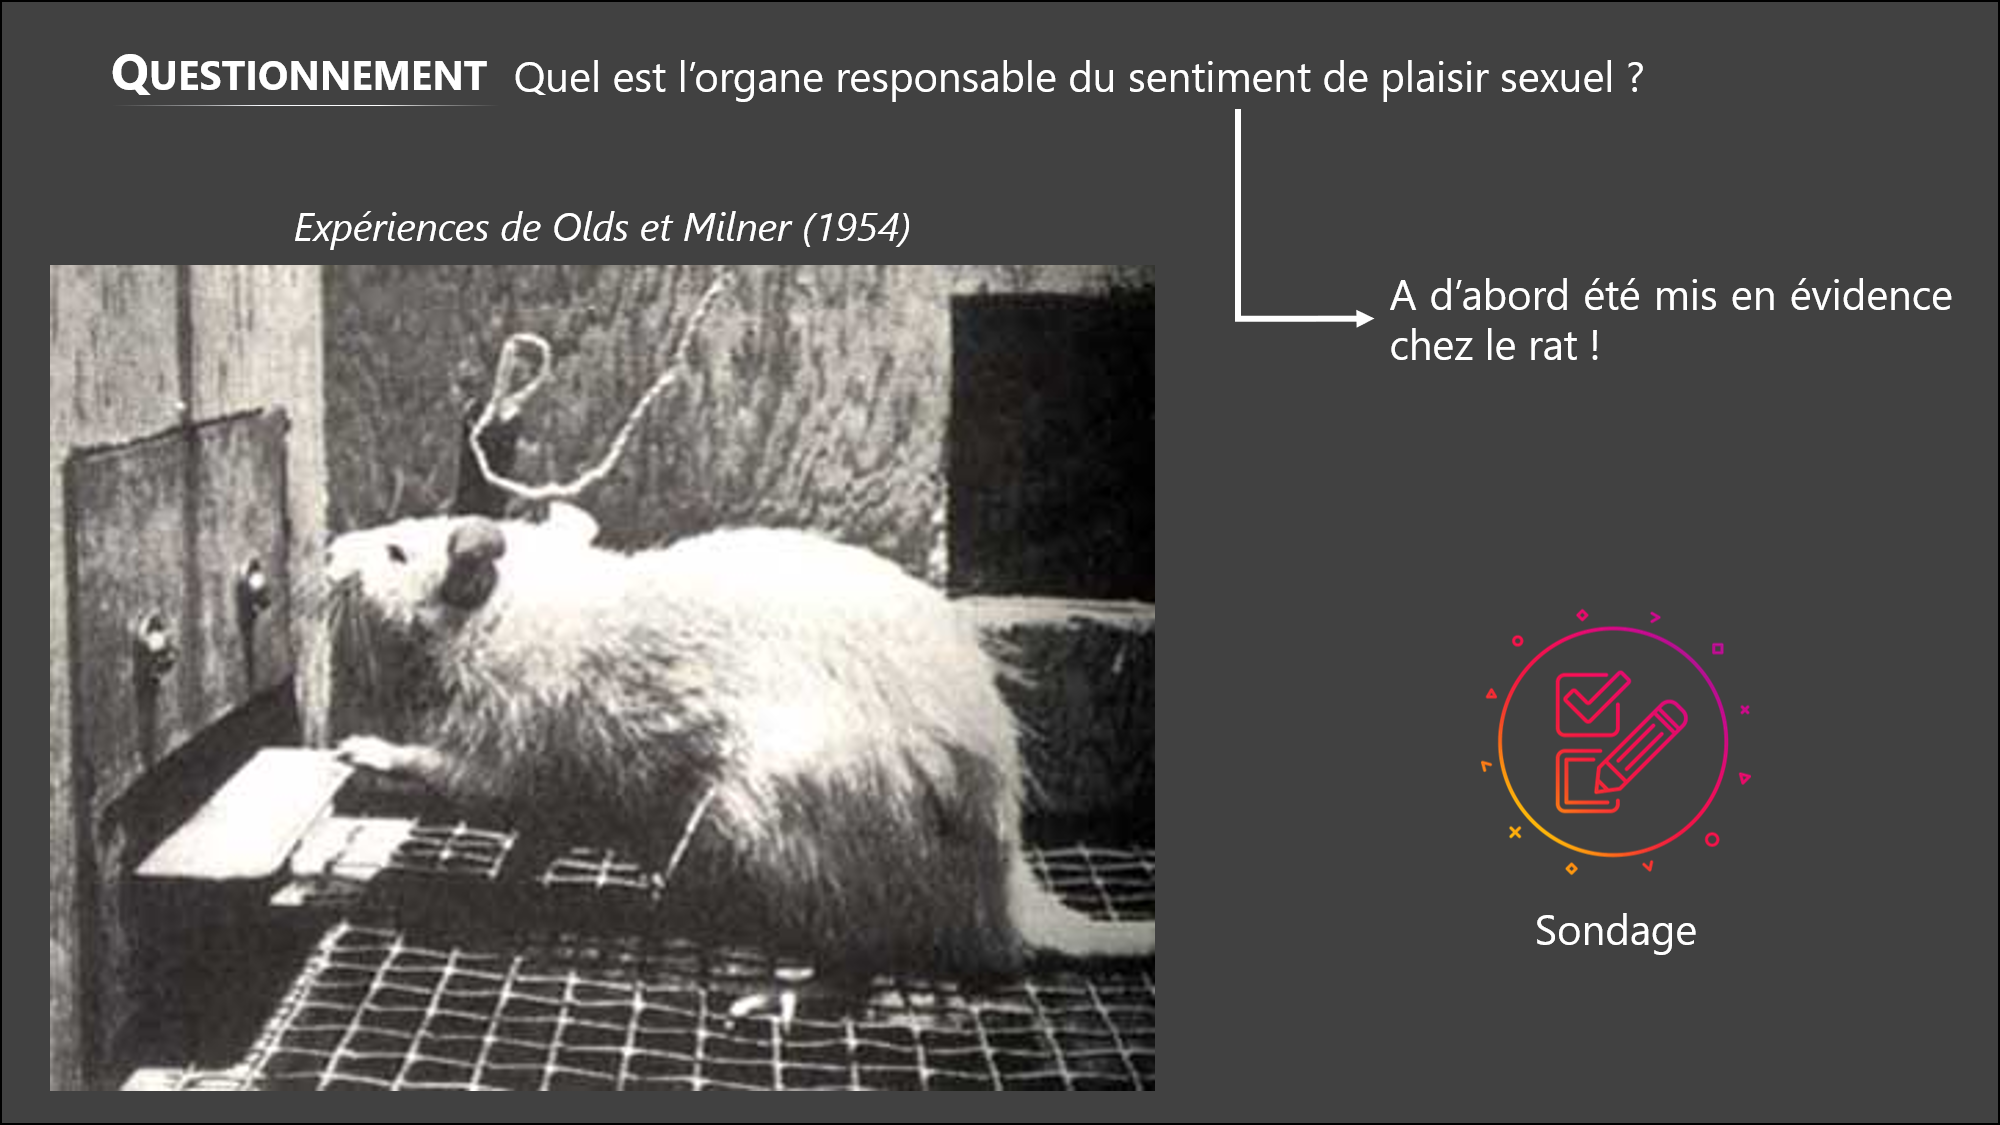 QUESTIONNEMENT Quel est l’organe responsable du sentiment de plaisir sexuel ?
Expériences de Olds et Milner (1954)
A d’abord été mis en évidence
chez le rat !
Sondage